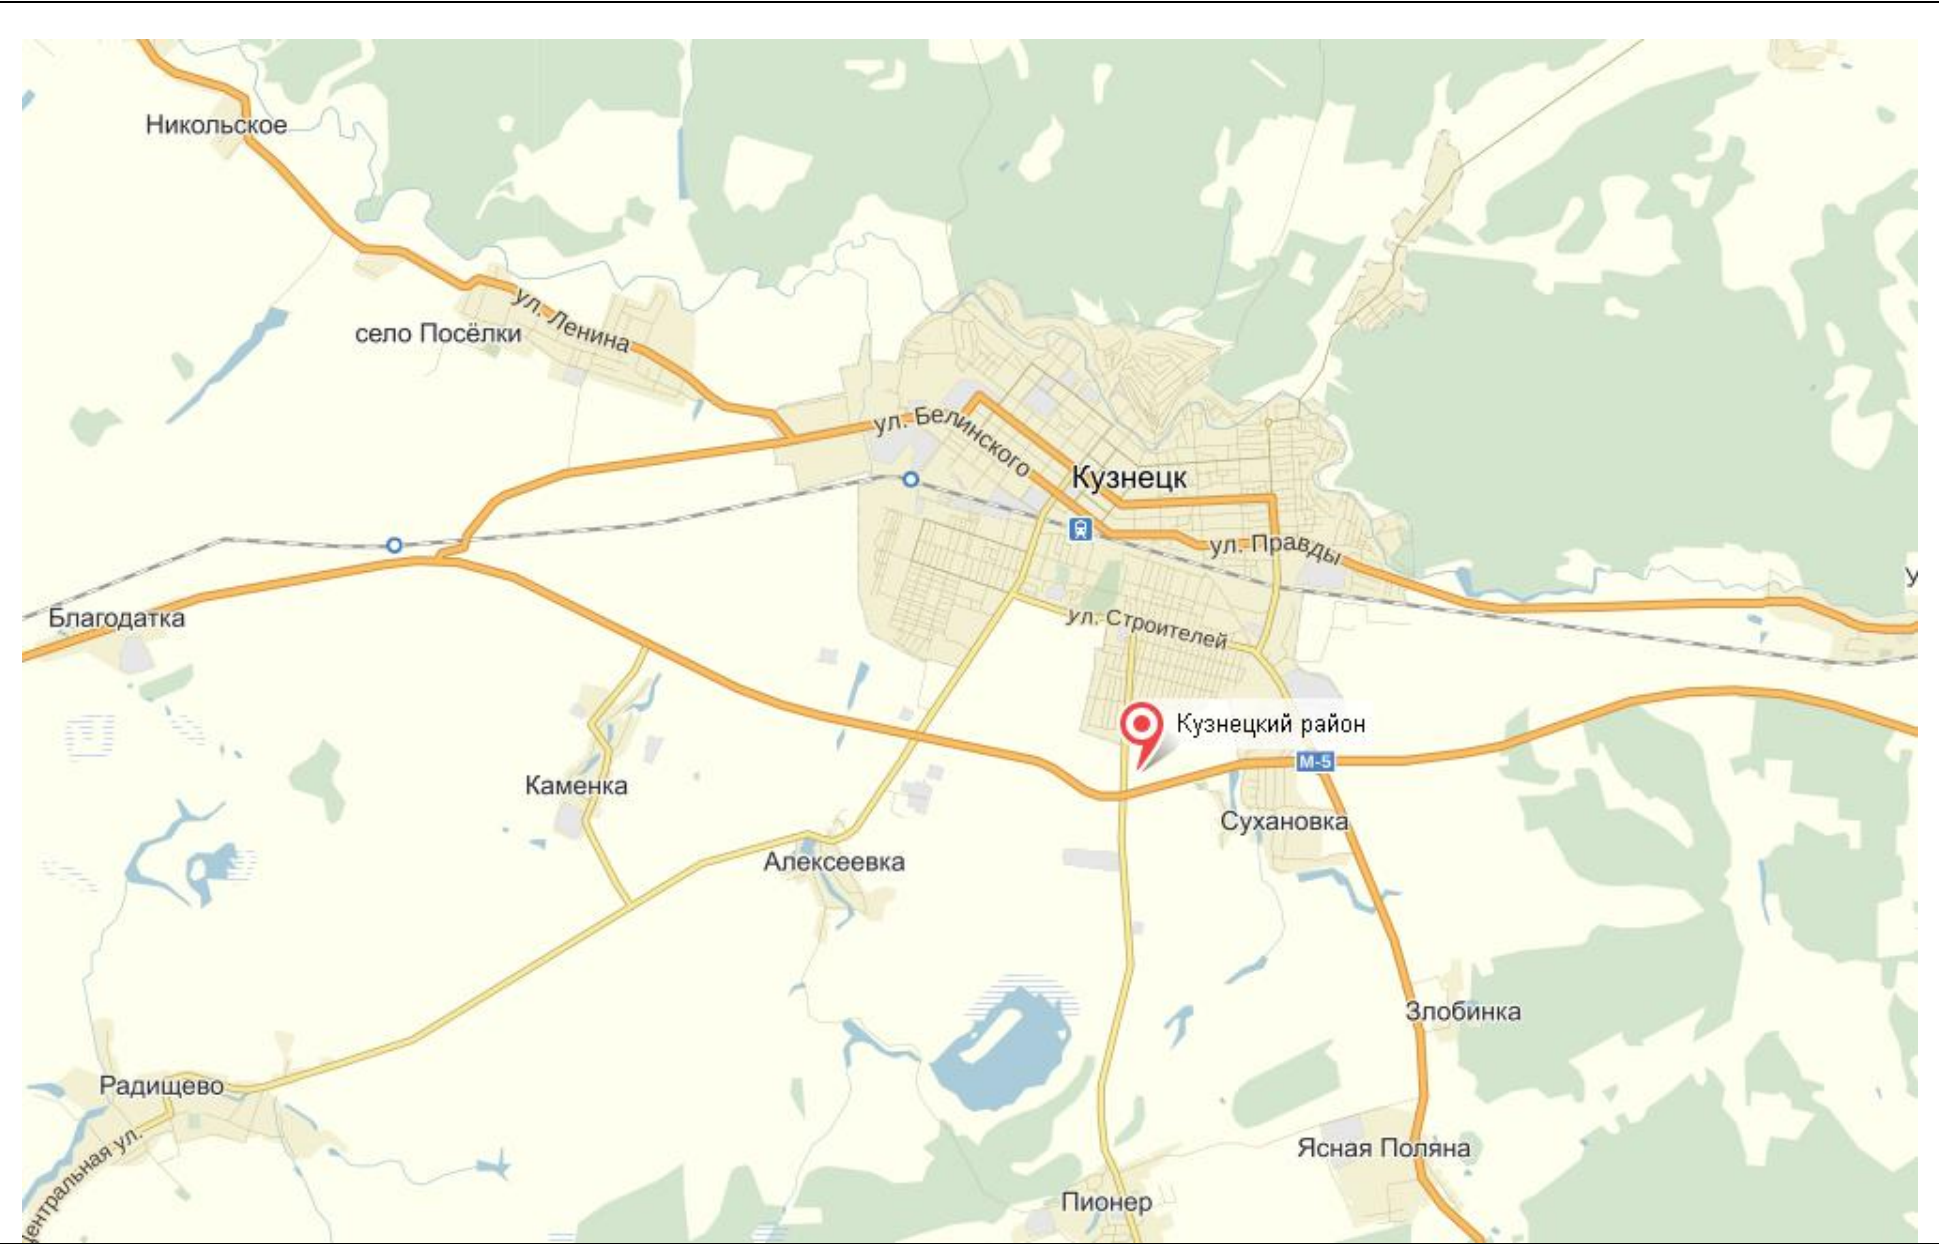 Никольское
село Посёлки
ул. Ленина
ул. Белинского
Кузнецк
ул. Правды
Благодатка
ул. Строителей
Кузнецкий район
М-5
Каменка
Сухановка
Алексеевка
Злобинка
Радищево
Ясная Поляна
Центральная ул.
Пионер